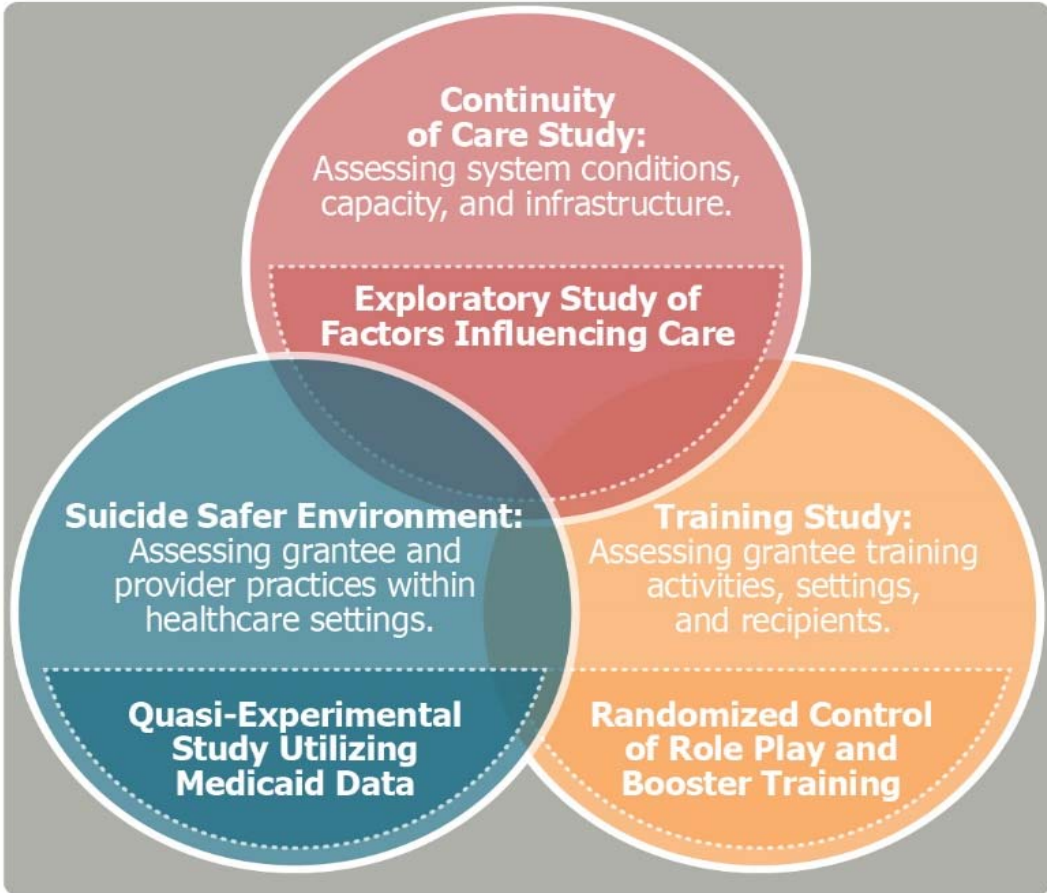 Continuity
of Care Study:
Assessing system conditions,
capacity, and infrastructure.
Exploratory Study of
Factors Influencing Care
Suicide Safer Environment:
Assessing grantee and
provider practices within
healthcare settings.
Quasi-Experimental
Study Utilizing
Medicaid Data
Training Study:
Assessing grantee training
activities, settings,
and recipients.
Randomized Control
of Role Play and
Booster Training